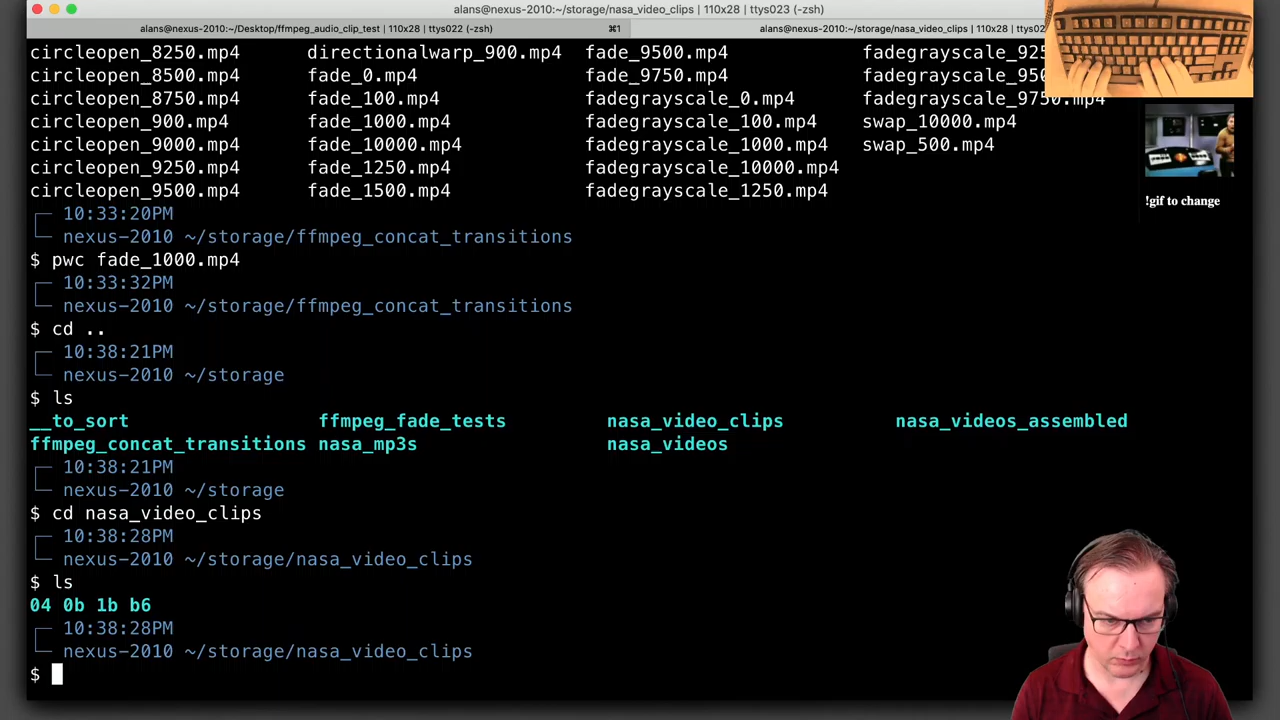 alans@nexus-2010:~/storage/nasa_video_clips | 110x28 | ttys023 (-zsh)
alans@nexus-2010:~/Desktop/ffmpeg_audio_clip_test | 110x28 | ttys022 (-zsh) ⌘1 alans@nexus-2010:~/storage/nasa_video_clips | 110x28 | ttys02
circleopen_8250.mp4 directionalwarp_900.mp4 fade_9500.mp4 fadegrayscale_925
circleopen_8500.mp4 fade_0.mp4 fade_9750.mp4 fadegrayscale_950
circleopen_8750.mp4 fade_100.mp4 fadegrayscale_0.mp4 fadegrayscale_9750.mp4
circleopen_900.mp4 fade_1000.mp4 fadegrayscale_100.mp4 swap_10000.mp4
circleopen_9000.mp4 fade_10000.mp4 fadegrayscale_1000.mp4 swap_500.mp4
circleopen_9250.mp4 fade_1250.mp4 fadegrayscale_10000.mp4
circleopen_9500.mp4 fade_1500.mp4 fadegrayscale_1250.mp4
!gif to change
10:33:20PM
nexus-2010 ~/storage/ffmpeg_concat_transitions
$ pwc fade_1000.mp4
10:33:32PM
nexus-2010 ~/storage/ffmpeg_concat_transitions
$ cd ..
10:38:21PM
nexus-2010 ~/storage
$ ls
__to_sort ffmpeg_fade_tests nasa_video_clips nasa_videos_assembled
ffmpeg_concat_transitions nasa_mp3s nasa_videos
10:38:21PM
nexus-2010 ~/storage
$ cd nasa_video_clips
10:38:28PM
nexus-2010 ~/storage/nasa_video_clips
$ ls
04 0b 1b b6
10:38:28PM
nexus-2010 ~/storage/nasa_video_clips
$